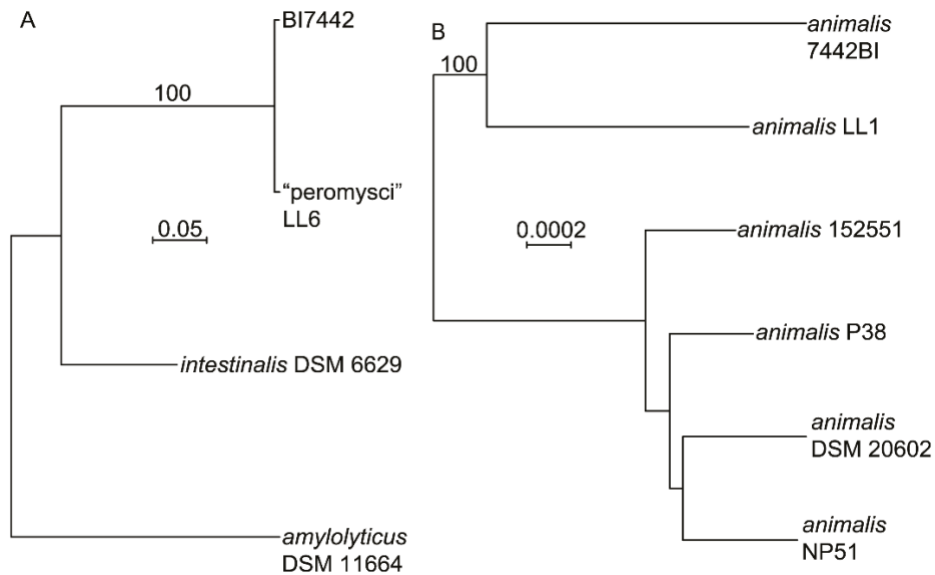 A
BI7442
100
"peromysci"
LL6
0.05
intestinalis DSM 6629
amylolyticus
DSM 11664
B
animalis
7442BI
100
animalis LL1
animalis 152551
0.0002
animalis P38
animalis
DSM 20602
animalis
NP51